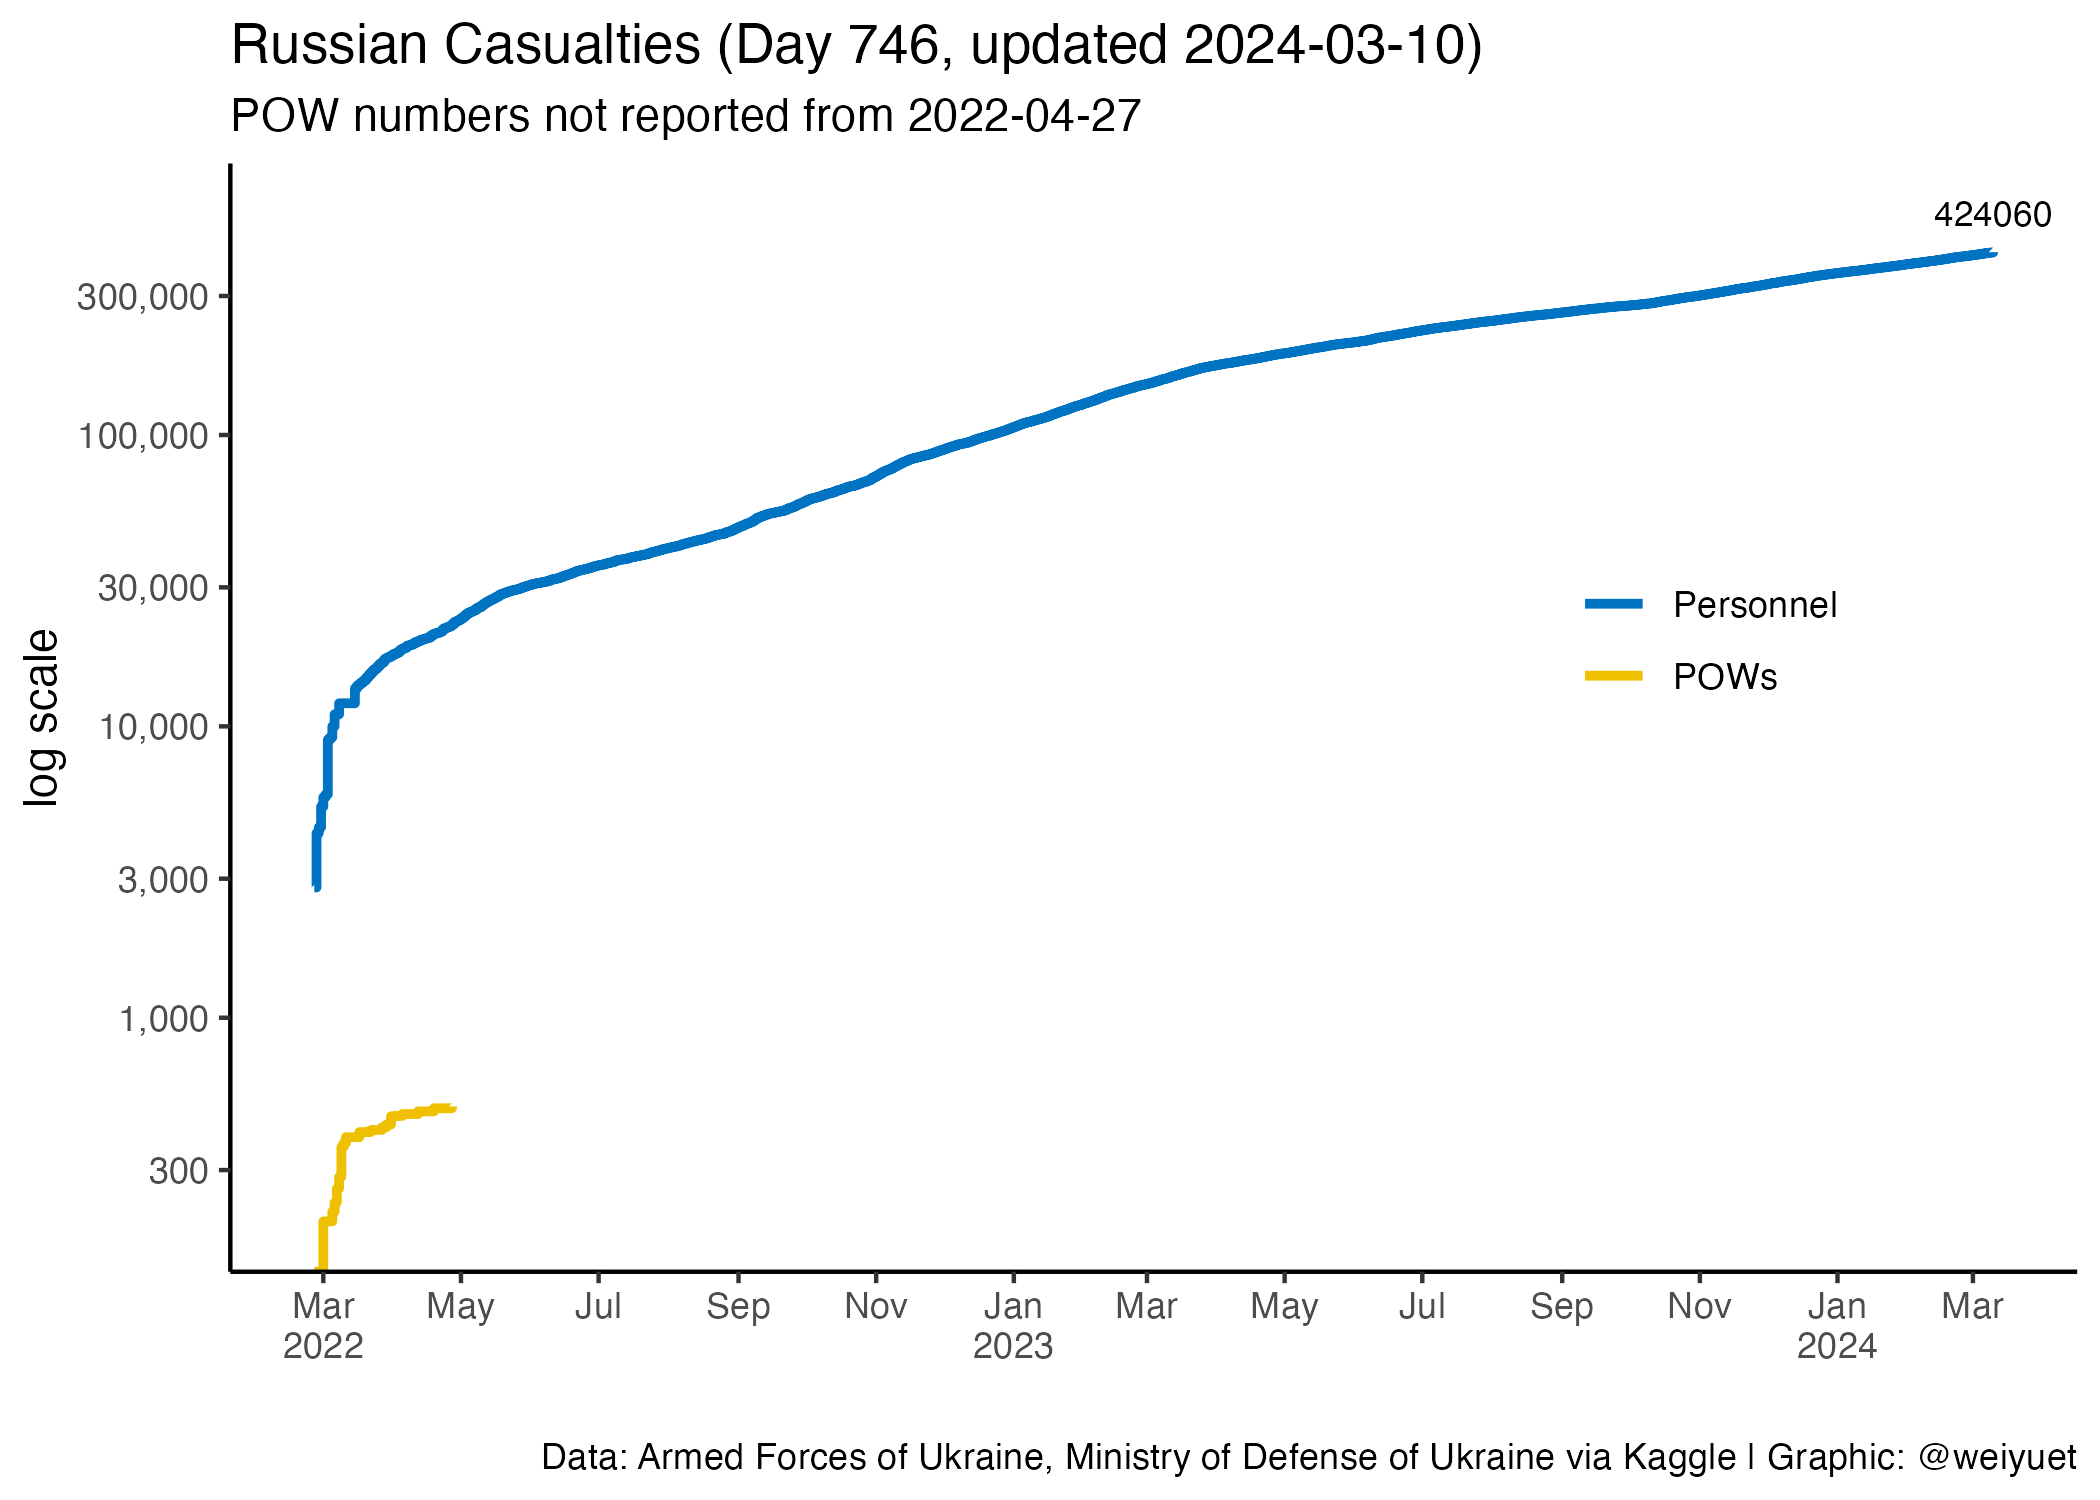 Russian Casualties (Day 746, updated 2024-03-10)
POW numbers not reported from 2022-04-27
424060
300,000
100,000
30,000
10,000
3,000
1,000
300
log scale
Personnel
POWs
Mar May Jul Sep Nov Jan Mar May Jul Sep Nov Jan Mar
2022 2023 2024
Data: Armed Forces of Ukraine, Ministry of Defense of Ukraine via Kaggle | Graphic: @weiyuet